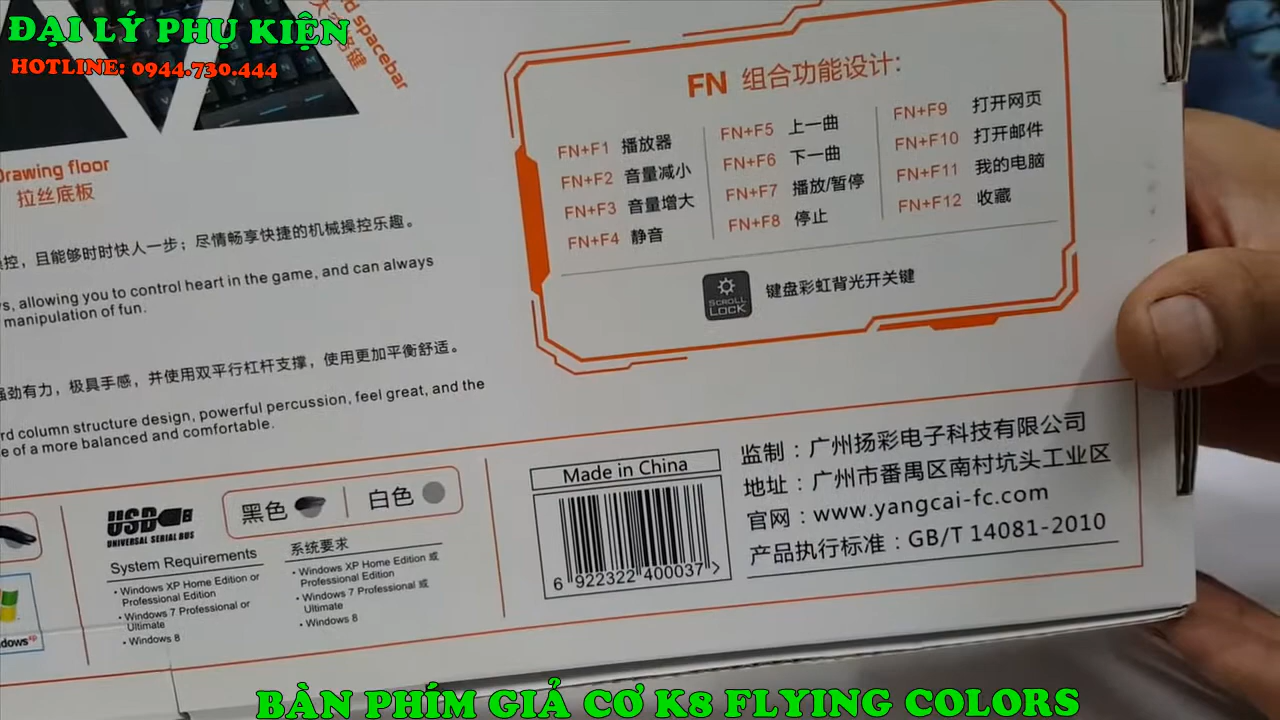 ĐẠI LÝ PHỤ KIỆN
HOTLINE: 0944.730.444
spacebar
Drawing floor
拉丝底板
控，且能够时时快人一步；尽情畅享快捷的机械操控乐趣。
allowing you to control heart in the game, and can always
manipulation of fun.
有力，极具手感，并使用双平行杠杆支撑，使用更加平衡舒适。
column structure design, powerful percussion, feel great, and the
of a more balanced and comfortable.
FN 组合功能设计:
FN+F1 播放器
FN+F2 音量减小
FN+F3 音量增大
FN+F4 静音
FN+F5 上一曲
FN+F6 下一曲
FN+F7 播放/暂停
FN+F8 停止
FN+F9 打开网页
FN+F10 打开邮件
FN+F11 我的电脑
FN+F12 收藏
SCROLL
LOCK
键盘彩虹背光开关键
USB
UNIVERSAL SERIAL BUS
黑色
白色
System Requirements
• Windows XP Home Edition or
Professional Edition
• Windows 7 Professional or
Ultimate
• Windows 8
系统要求
• Windows XP Home Edition 或
Professional Edition
• Windows 7 Professional 或
Ultimate
• Windows 8
Made in China
6 922322 400037 >
监制：广州扬彩电子科技有限公司
地址：广州市番禺区南村坑头工业区
官网：www.yangcai-fc.com
产品执行标准：GB/T 14081-2010
BÀN PHÍM GIẢ CƠ K8 FLYING COLORS